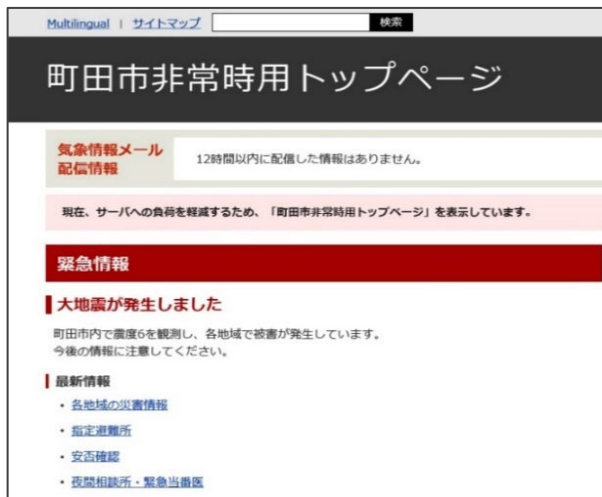 Multilingual | サイトマップ 検索
町田市非常時用トップページ
気象情報メール
配信情報
12時間以内に配信した情報はありません。
現在、サーバへの負荷を軽減するため、「町田市非常時用トップページ」を表示しています。
緊急情報
大地震が発生しました
町田市内で震度6を観測し、各地域で被害が発生しています。
今後の情報に注意してください。
最新情報
・各地域の災害情報
・指定避難所
・安否確認
・夜間相談所・緊急当番医